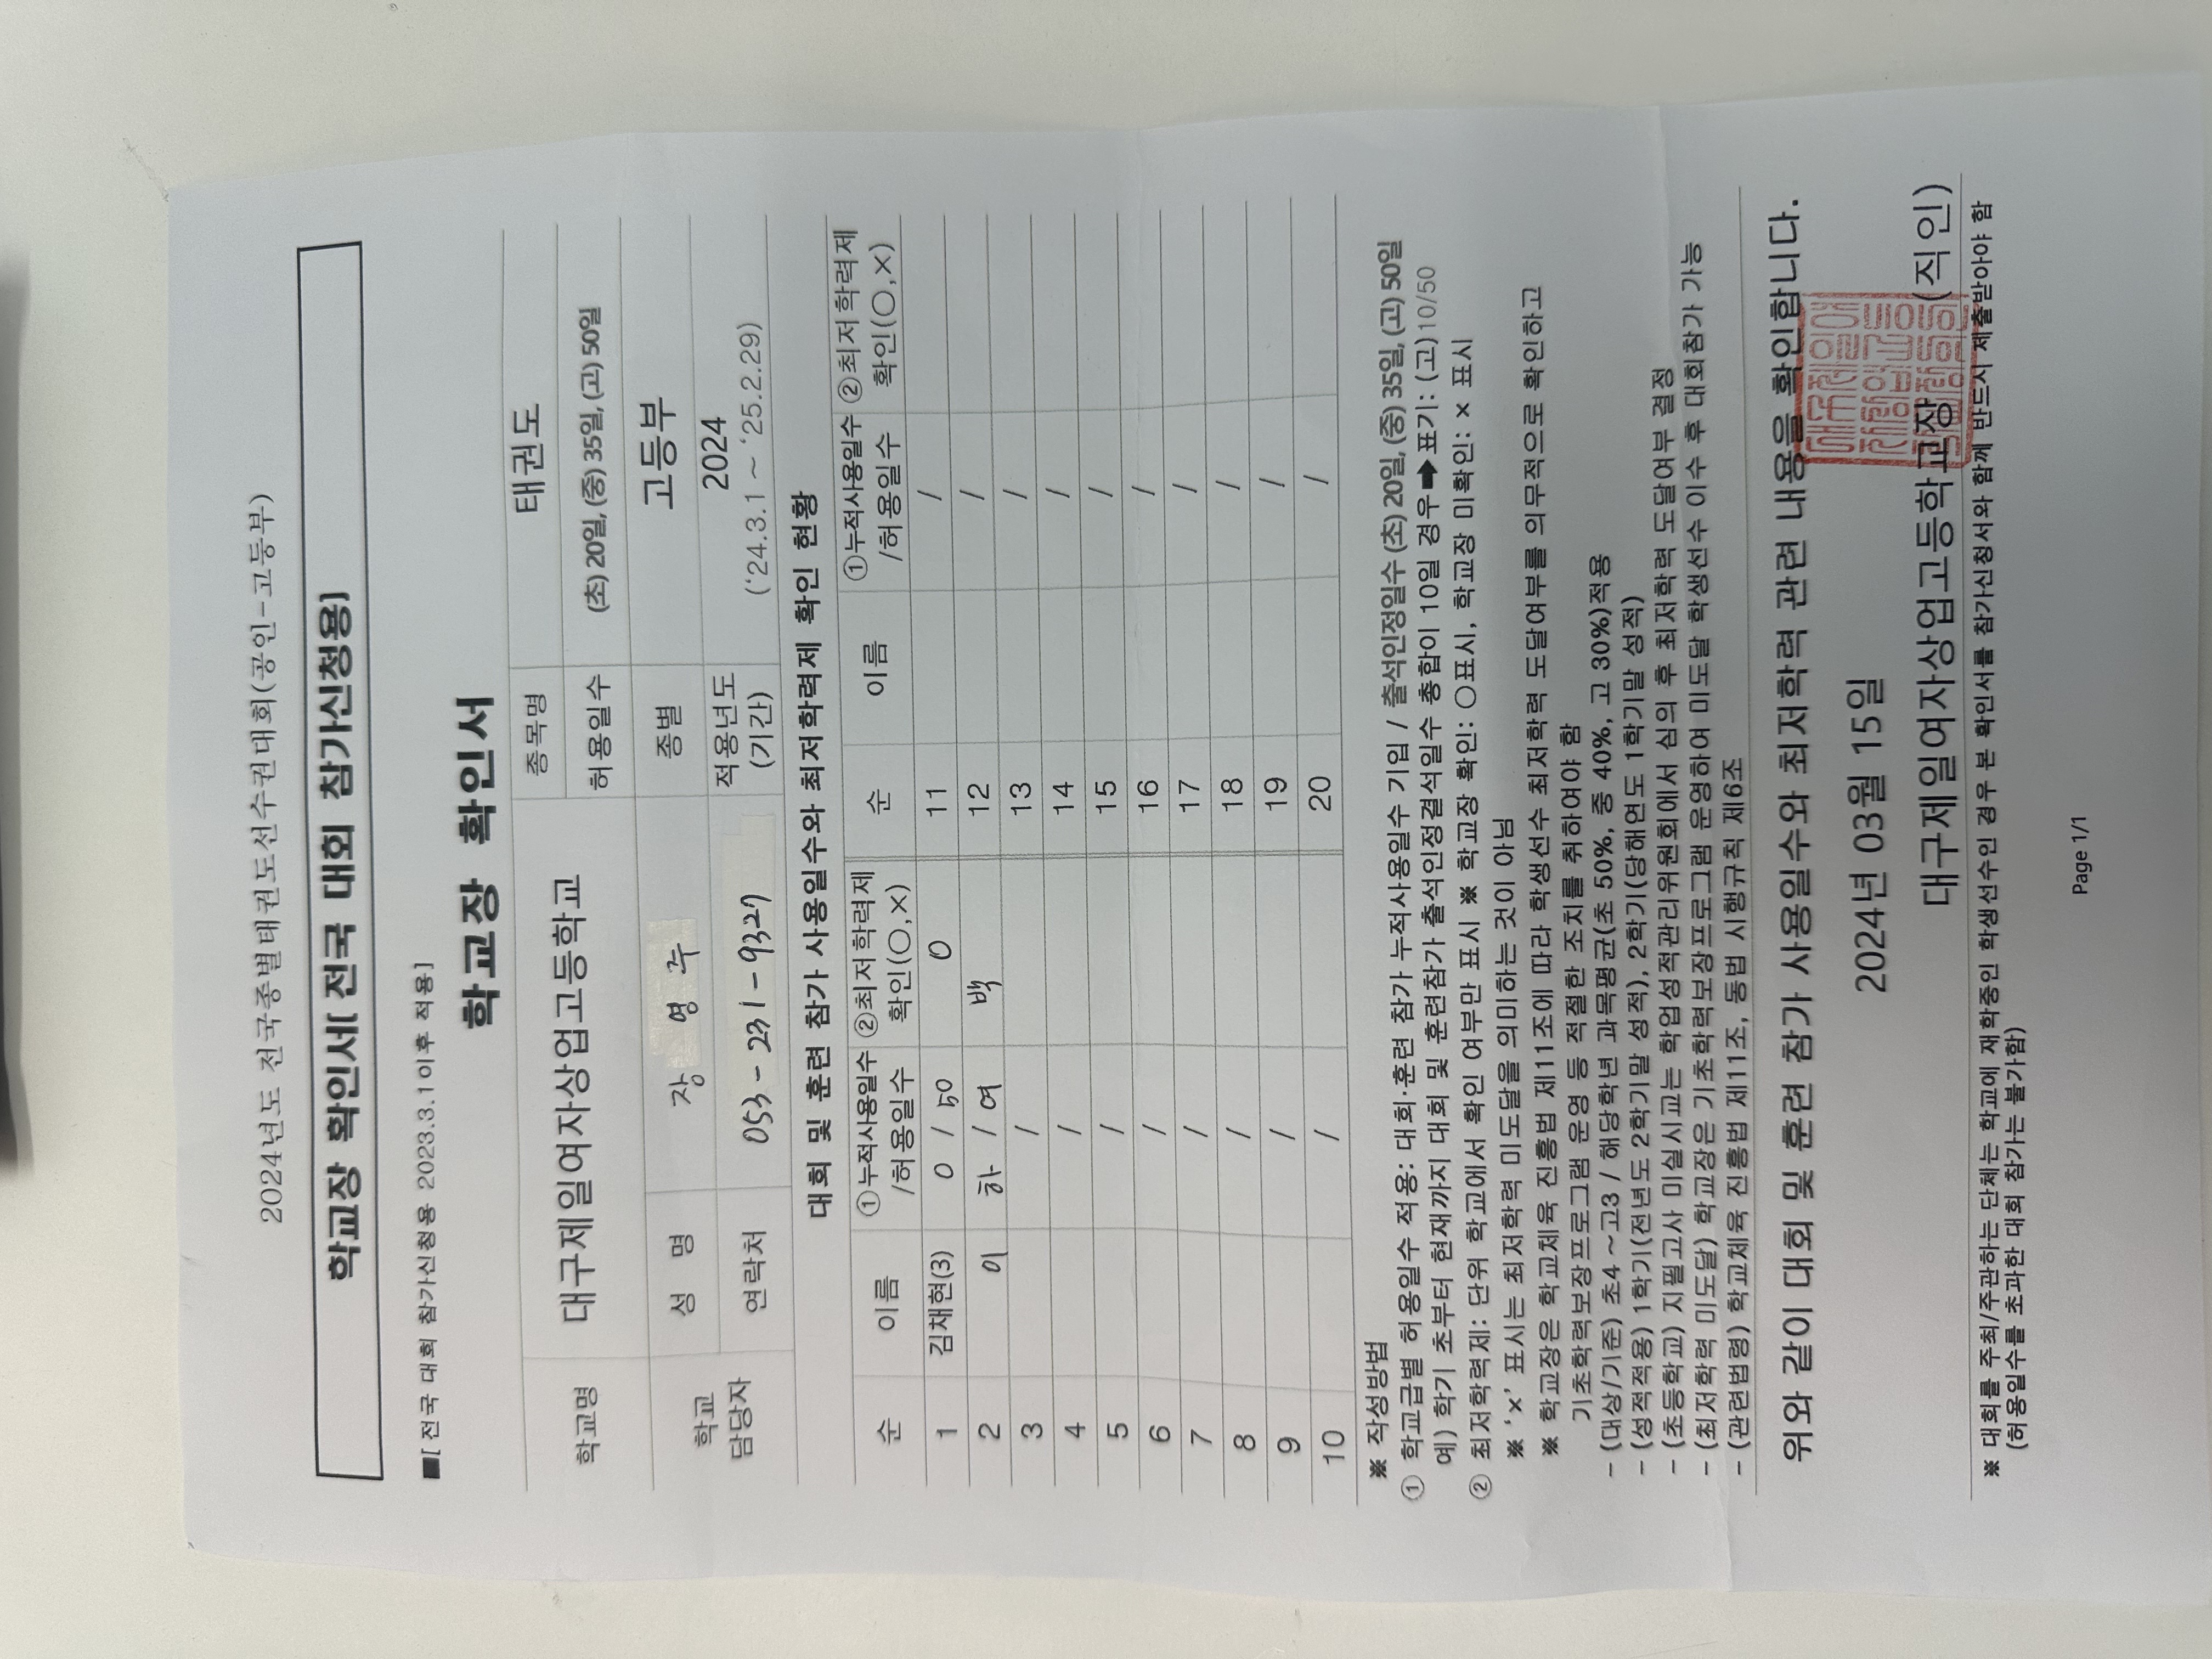 2024년도 전국종별태권도선수권대회(공인-고등부)
학교장 확인서[ 전국 대회 참가신청용]
■[ 전국 대회 참가신청용 2023.3.1이후 적용]
학교장 확인서
학교명 대구제일여자상업고등학교 종목명 태권도
허용일수 (초) 20일, (중) 35일, (고) 50일
학교 담당자 성 명 장 영 주 종별 고등부
연락처 053-231-9327 적용년도 (기간) 2024 (‘24.3.1 ~ ‘25.2.29)
대회 및 훈련 참가 사용일수와 최저학력제 확인 현황
순 이름 ①누적사용일수 /허용일수 ②최저학력제 확인(○,×) 순 이름 ①누적사용일수 /허용일수 ②최저학력제 확인(○,×)
1 김채현(3) 0 / 50 0 11 /
2 이 하 / 여 백 12 /
3 / 13 /
4 / 14 /
5 / 15 /
6 / 16 /
7 / 17 /
8 / 18 /
9 / 19 /
10 / 20 /
※ 작성방법
① 학교급별 허용일수 적용: 대회·훈련 참가 누적사용일수 기입 / 출석인정일수 (초) 20일, (중) 35일, (고) 50일
예) 학기 초부터 현재까지 대회 및 훈련참가 출석인정결석일수 총합이 10일 경우 ➡ 표기: (고)10/50
② 최저학력제: 단위 학교에서 확인 여부만 표시 ※ 학교장 확인: ○표시, 학교장 미확인: × 표시
※ ‘×’ 표시는 최저학력 미도달을 의미하는 것이 아님
※ 학교장은 학교체육 진흥법 제11조에 따라 학생선수 최저학력 도달여부를 의무적으로 확인하고
기초학력보장프로그램 운영 등 적절한 조치를 취하여야 함
- (대상/기준) 초4 ~고3 / 해당학년 과목평균(초 50%, 중 40%, 고 30%)적용
- (성적적용) 1학기(전년도 2학기말 성적), 2학기(당해연도 1학기말 성적)
- (초등학교) 지필고사 미실시교는 학업성적관리위원회에서 심의 후 최저학력 도달여부 결정
- (최저학력 미도달) 학교장은 기초학력보장프로그램 운영하여 미도달 학생선수 이수 후 대회참가 가능
- (관련법령) 학교체육 진흥법 제11조, 동법 시행규칙 제6조
위와 같이 대회 및 훈련 참가 사용일수와 최저학력 관련 내용을 확인합니다.
2024년 03월 15일
대구제일여자상업고등학교장 (직인)
※ 대회를 주최/주관하는 단체는 학교에 재학중인 학생선수인 경우 본 확인서를 참가신청서와 함께 반드시 제출받아야 함
(허용일수를 초과한 대회 참가는 불가함)
Page 1/1